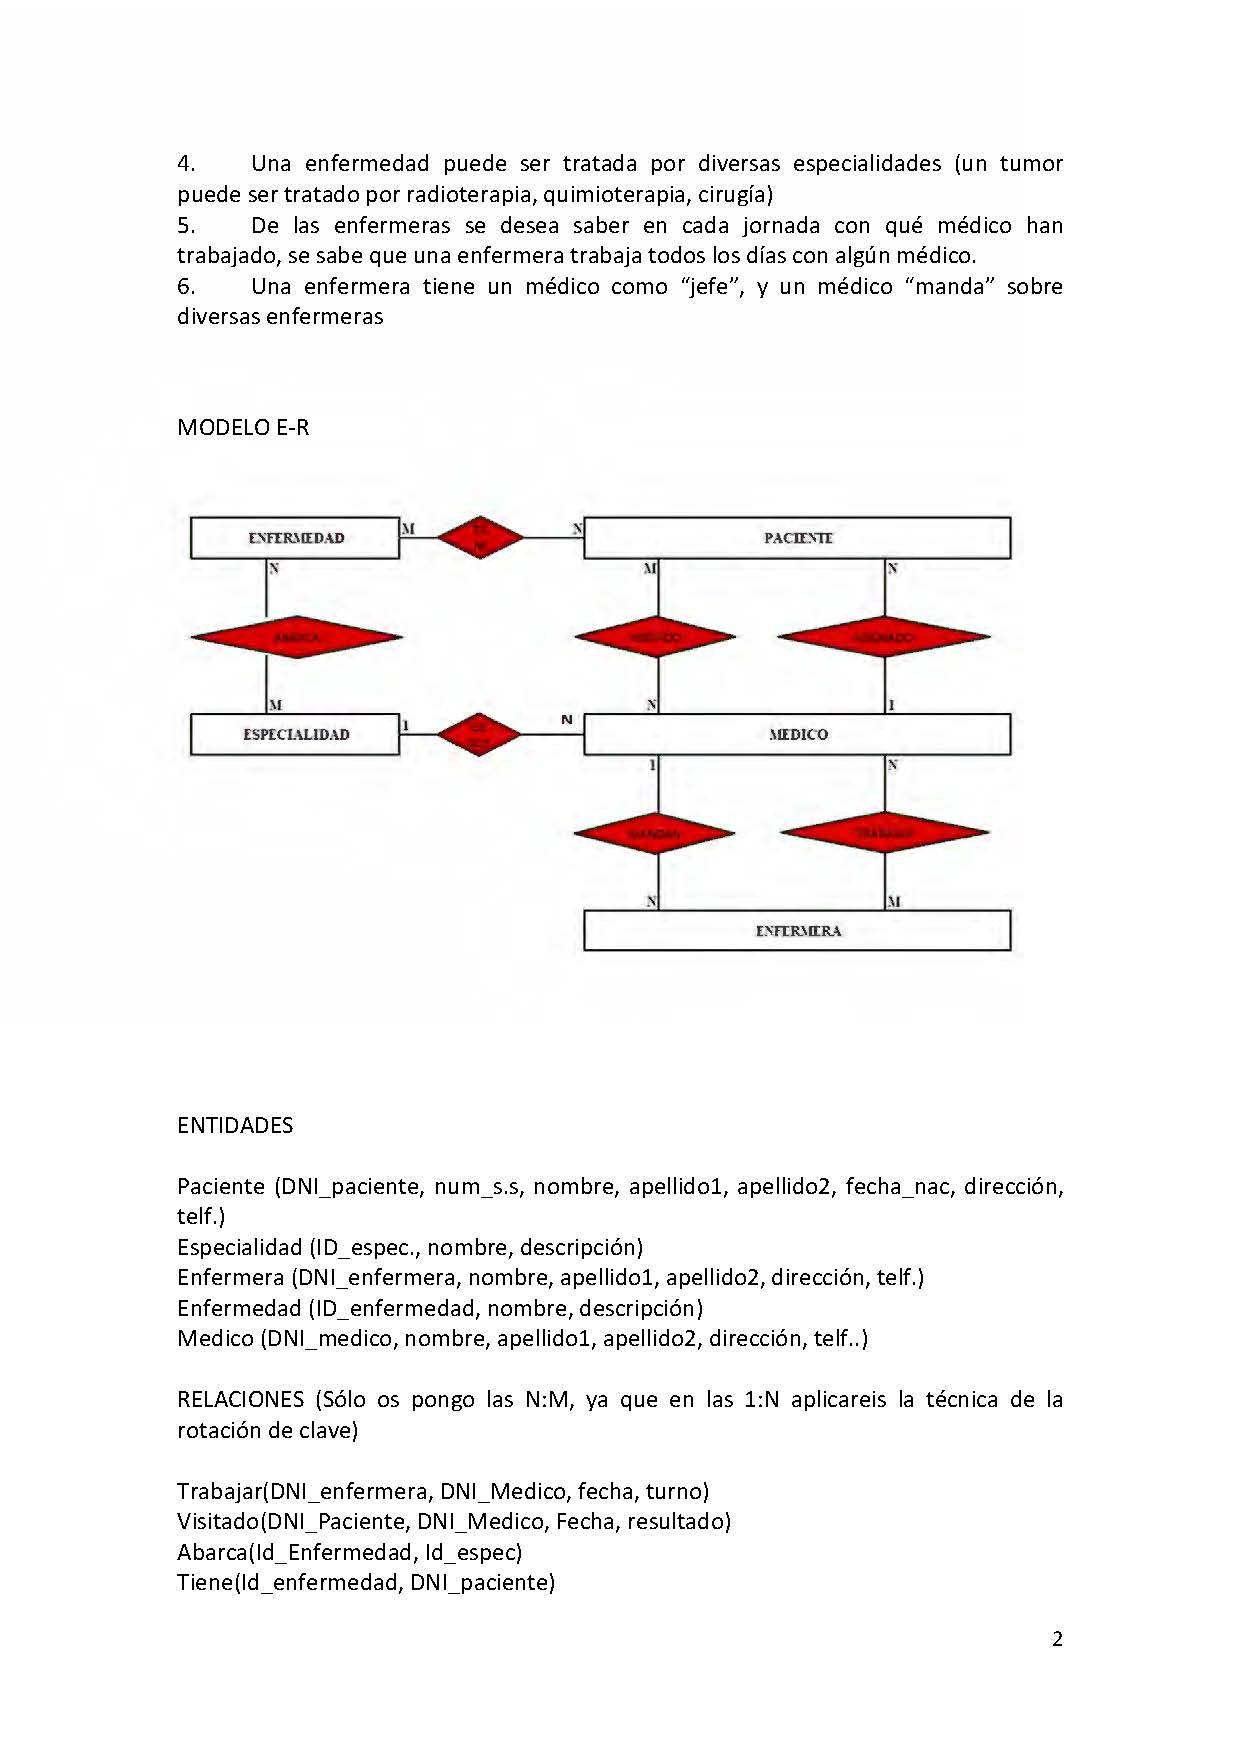 4. Una enfermedad puede ser tratada por diversas especialidades (un tumor
puede ser tratado por radioterapia, quimioterapia, cirugía)
5. De las enfermeras se desea saber en cada jornada con qué médico han
trabajado, se sabe que una enfermera trabaja todos los días con algún médico.
6. Una enfermera tiene un médico como “jefe”, y un médico “manda” sobre
diversas enfermeras
MODELO E-R
ENFERMEDAD M N PACIENTE
N M N
ABARCA
M N 1
ESPECIALIDAD 1 N MEDICO
1 N
MANDAN TRABAJAR
N M
ENFERMERA
ENTIDADES
Paciente (DNI_paciente, num_s.s, nombre, apellido1, apellido2, fecha_nac, dirección,
telf.)
Especialidad (ID_espec., nombre, descripción)
Enfermera (DNI_enfermera, nombre, apellido1, apellido2, dirección, telf.)
Enfermedad (ID_enfermedad, nombre, descripción)
Medico (DNI_medico, nombre, apellido1, apellido2, dirección, telf..)
RELACIONES (Sólo os pongo las N:M, ya que en las 1:N aplicareis la técnica de la
rotación de clave)
Trabajar(DNI_enfermera, DNI_Medico, fecha, turno)
Visitado(DNI_Paciente, DNI_Medico, Fecha, resultado)
Abarca(Id_Enfermedad, Id_espec)
Tiene(Id_enfermedad, DNI_paciente)
2